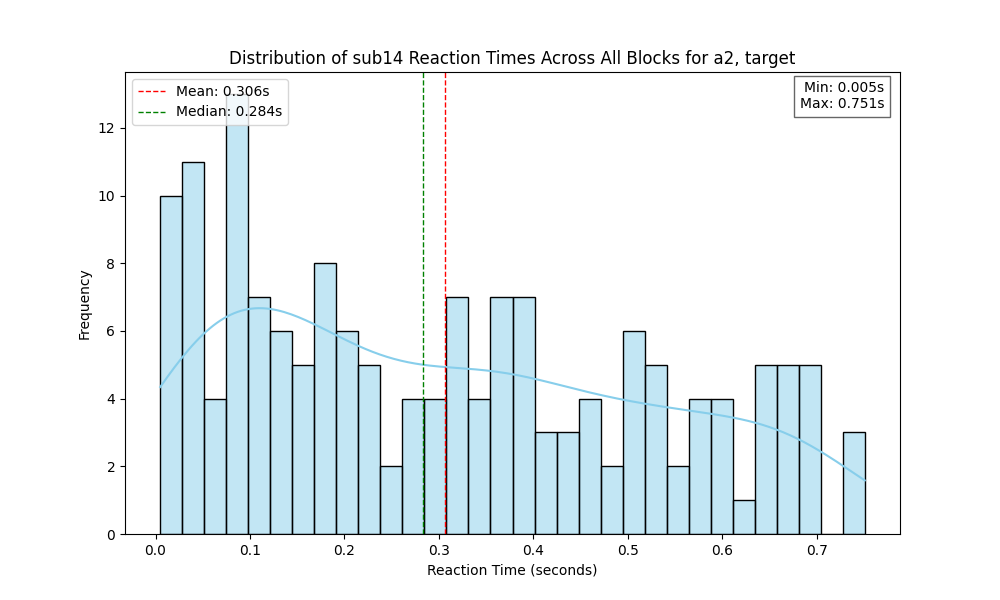 Distribution of sub14 Reaction Times Across All Blocks for a2, target
Mean: 0.306s
Median: 0.284s
Min: 0.005s
Max: 0.751s
Frequency
12
10
8
6
4
2
0
0.0 0.1 0.2 0.3 0.4 0.5 0.6 0.7
Reaction Time (seconds)